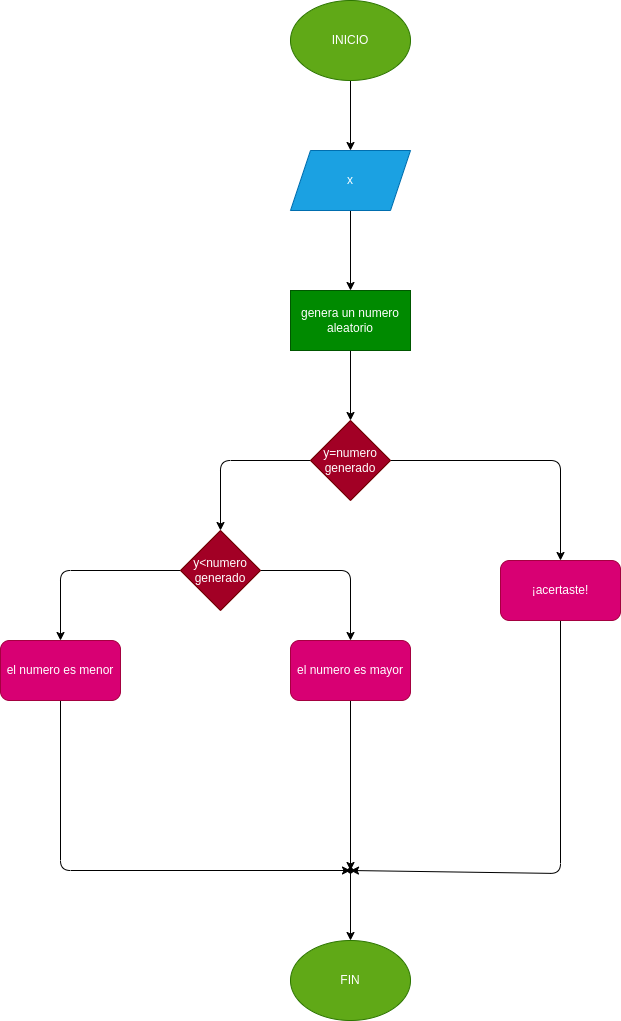 INICIO
x
genera un numero
aleatorio
y=numero
generado
y<numero
generado
¡acertaste!
el numero es menor
el numero es mayor
FIN